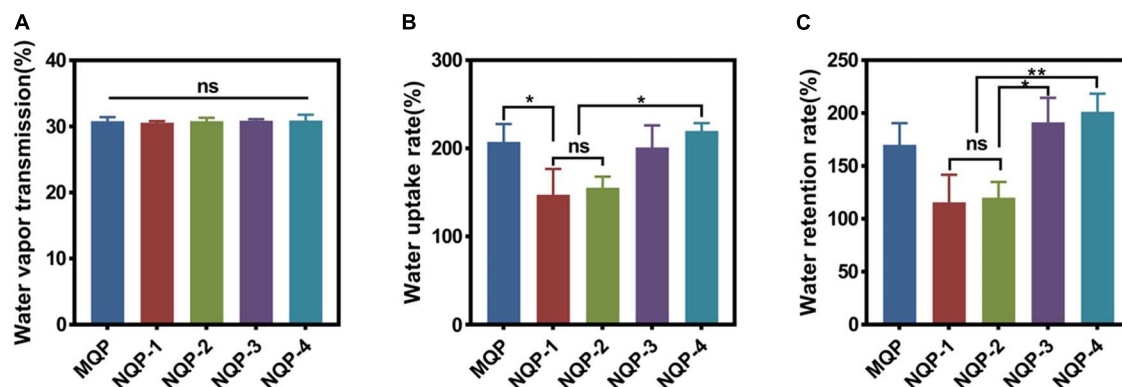 A
Water vapor transmission(%)
40
30
20
10
0
ns
MQP
NQP-1
NQP-2
NQP-3
NQP-4
B
Water uptake rate(%)
300
200
100
0
*
ns
*
MQP
NQP-1
NQP-2
NQP-3
NQP-4
C
Water retention rate(%)
250
200
150
100
50
0
**
*
ns
MQP
NQP-1
NQP-2
NQP-3
NQP-4